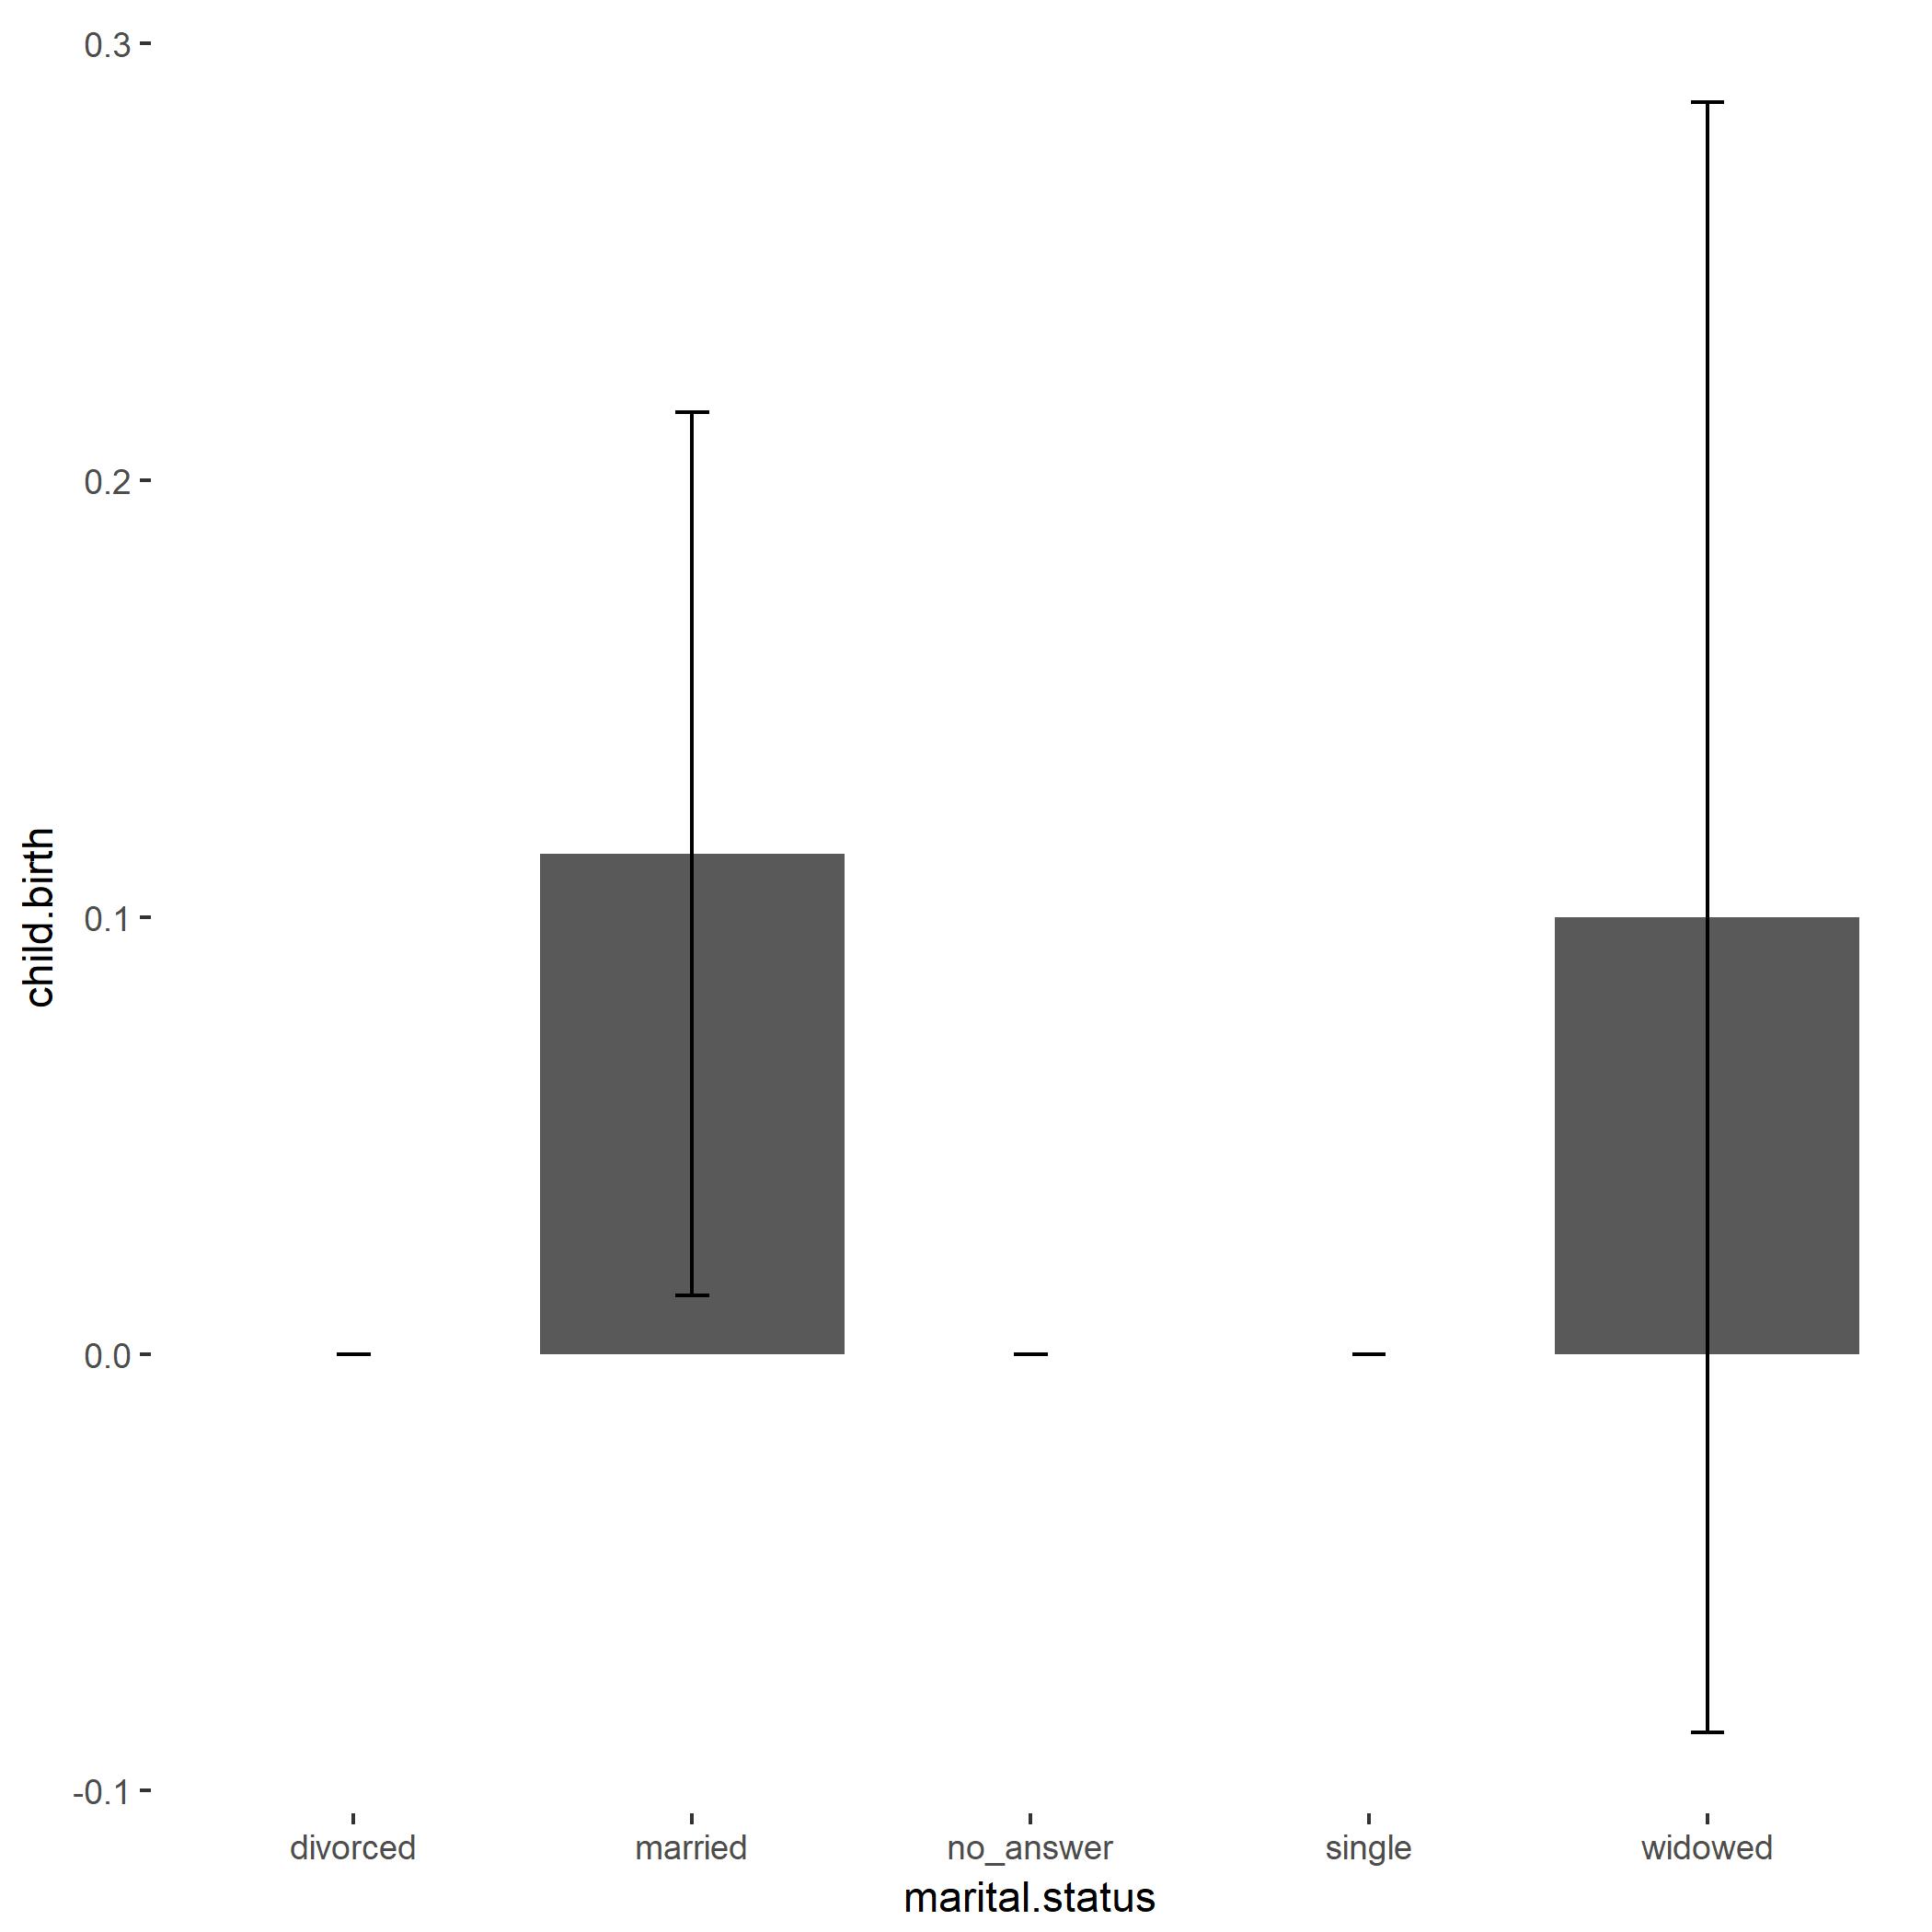 child.birth
0.3
0.2
0.1
0.0
-0.1
divorced married no_answer single widowed
marital.status